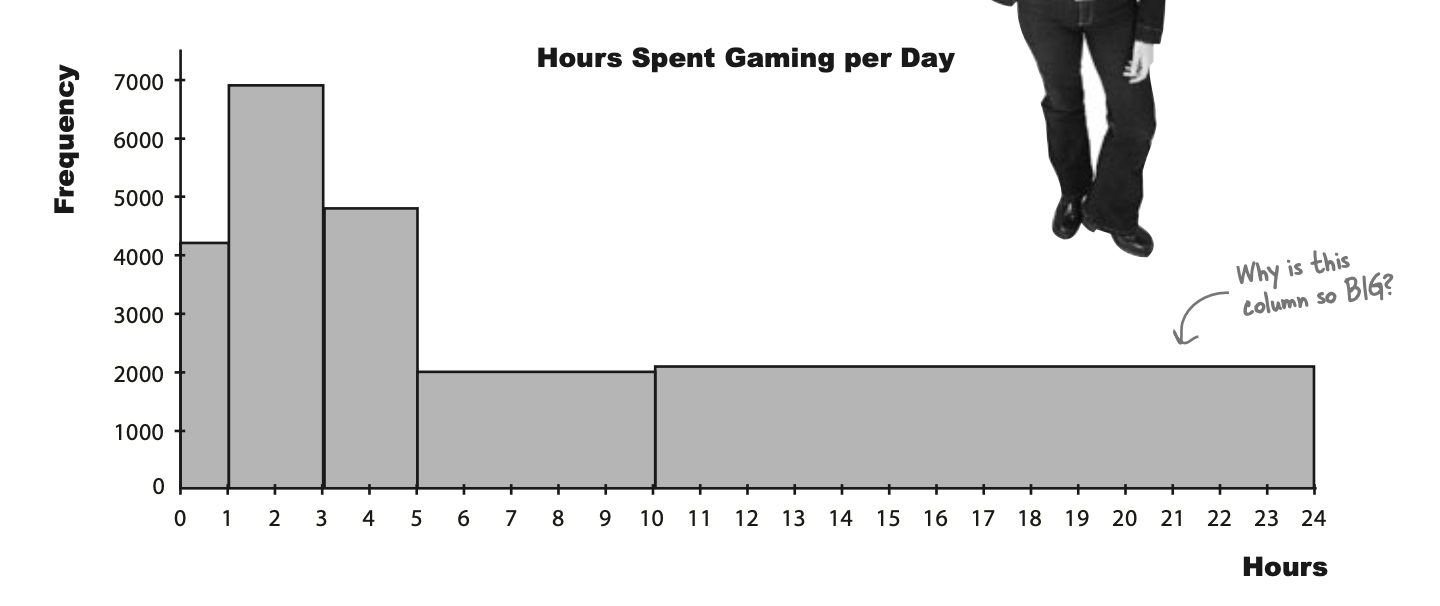 Hours Spent Gaming per Day
Frequency
7000
6000
5000
4000
3000
2000
1000
0
Why is this
column so BIG?
0 1 2 3 4 5 6 7 8 9 10 11 12 13 14 15 16 17 18 19 20 21 22 23 24
Hours